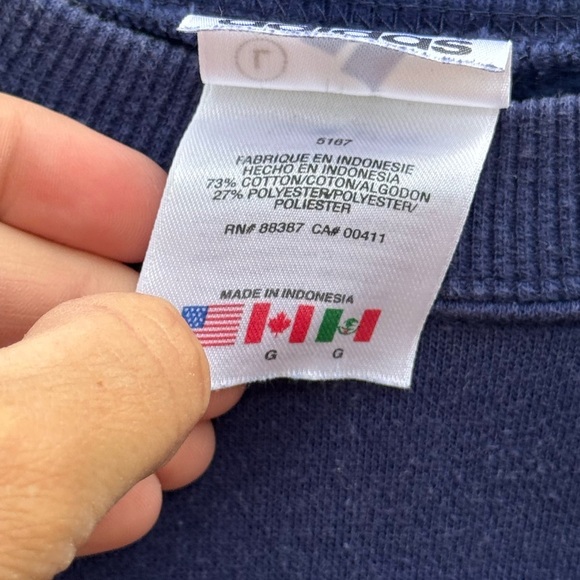 adidas
L
5167
FABRIQUE EN INDONESIE
HECHO EN INDONESIA
73% COTTON/COTON/ALGODON
27% POLYESTER/POLYESTER/
POLIESTER
RN# 88387 CA# 00411
MADE IN INDONESIA
G G